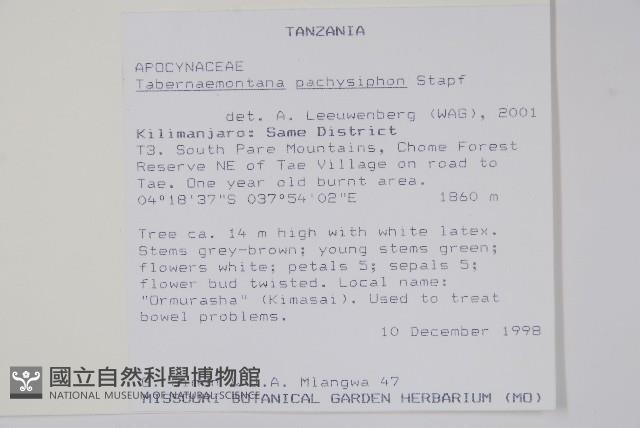 TANZANIA
APOCYNACEAE
Tabernaemontana pachysiphon Stapf
det. A. Leeuwenberg (WAG), 2001
Kilimanjaro: Same District
T3. South Pare Mountains, Chome Forest
Reserve NE of Tae Village on road to
Tae. One year old burnt area.
04°18'37"S 037°54'02"E 1860 m
Tree ca. 14 m high with white latex.
Stems grey-brown; young stems green;
flowers white; petals 5; sepals 5;
flower bud twisted. Local name:
"Ormurasha" (Kimasai). Used to treat
bowel problems.
10 December 1998
Mlangwa 47
MISSOURI BOTANICAL GARDEN HERBARIUM (MO)
國立自然科學博物館
NATIONAL MUSEUM OF NATURAL SCIENCE